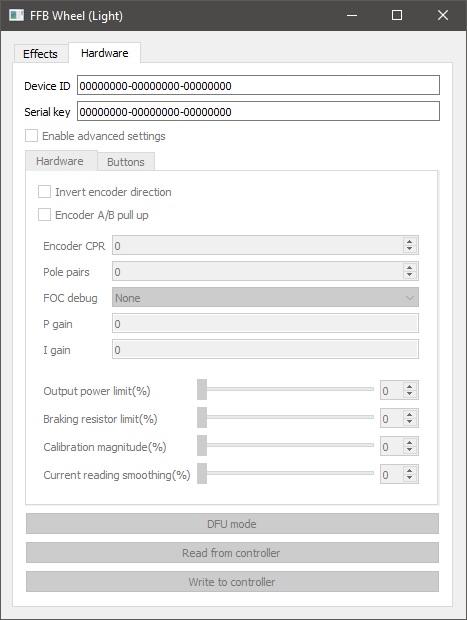 FFB Wheel (Light)
Effects
Hardware
Device ID 00000000-00000000-00000000
Serial key 00000000-00000000-00000000
Enable advanced settings
Hardware
Buttons
Invert encoder direction
Encoder A/B pull up
Encoder CPR 0
Pole pairs 0
FOC debug None
P gain 0
I gain 0
Output power limit(%) 0
Braking resistor limit(%) 0
Calibration magnitude(%) 0
Current reading smoothing(%) 0
DFU mode
Read from controller
Write to controller